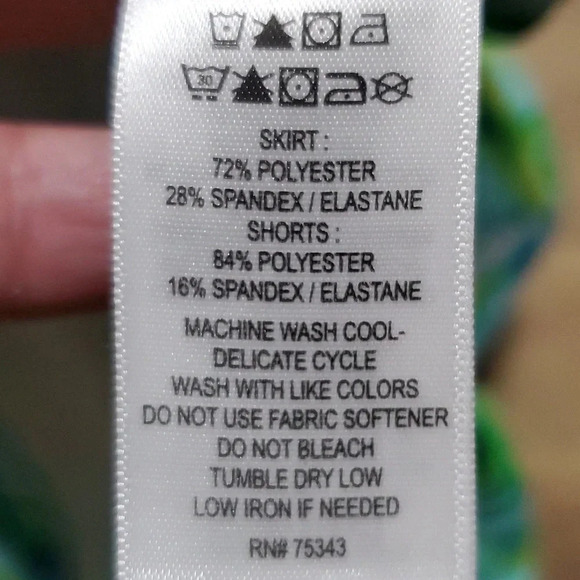 30
SKIRT :
72% POLYESTER
28% SPANDEX / ELASTANE
SHORTS :
84% POLYESTER
16% SPANDEX / ELASTANE
MACHINE WASH COOL-
DELICATE CYCLE
WASH WITH LIKE COLORS
DO NOT USE FABRIC SOFTENER
DO NOT BLEACH
TUMBLE DRY LOW
LOW IRON IF NEEDED
RN# 75343